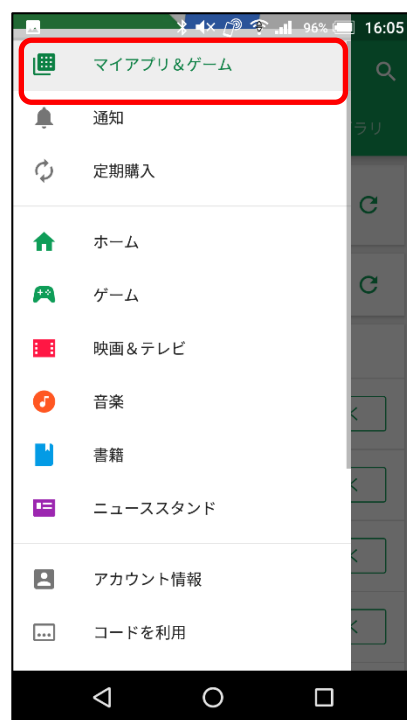 96% 16:05
マイアプリ＆ゲーム
通知
ラリ
定期購入
ホーム
ゲーム
映画＆テレビ
音楽
書籍
ニューススタンド
アカウント情報
コードを利用